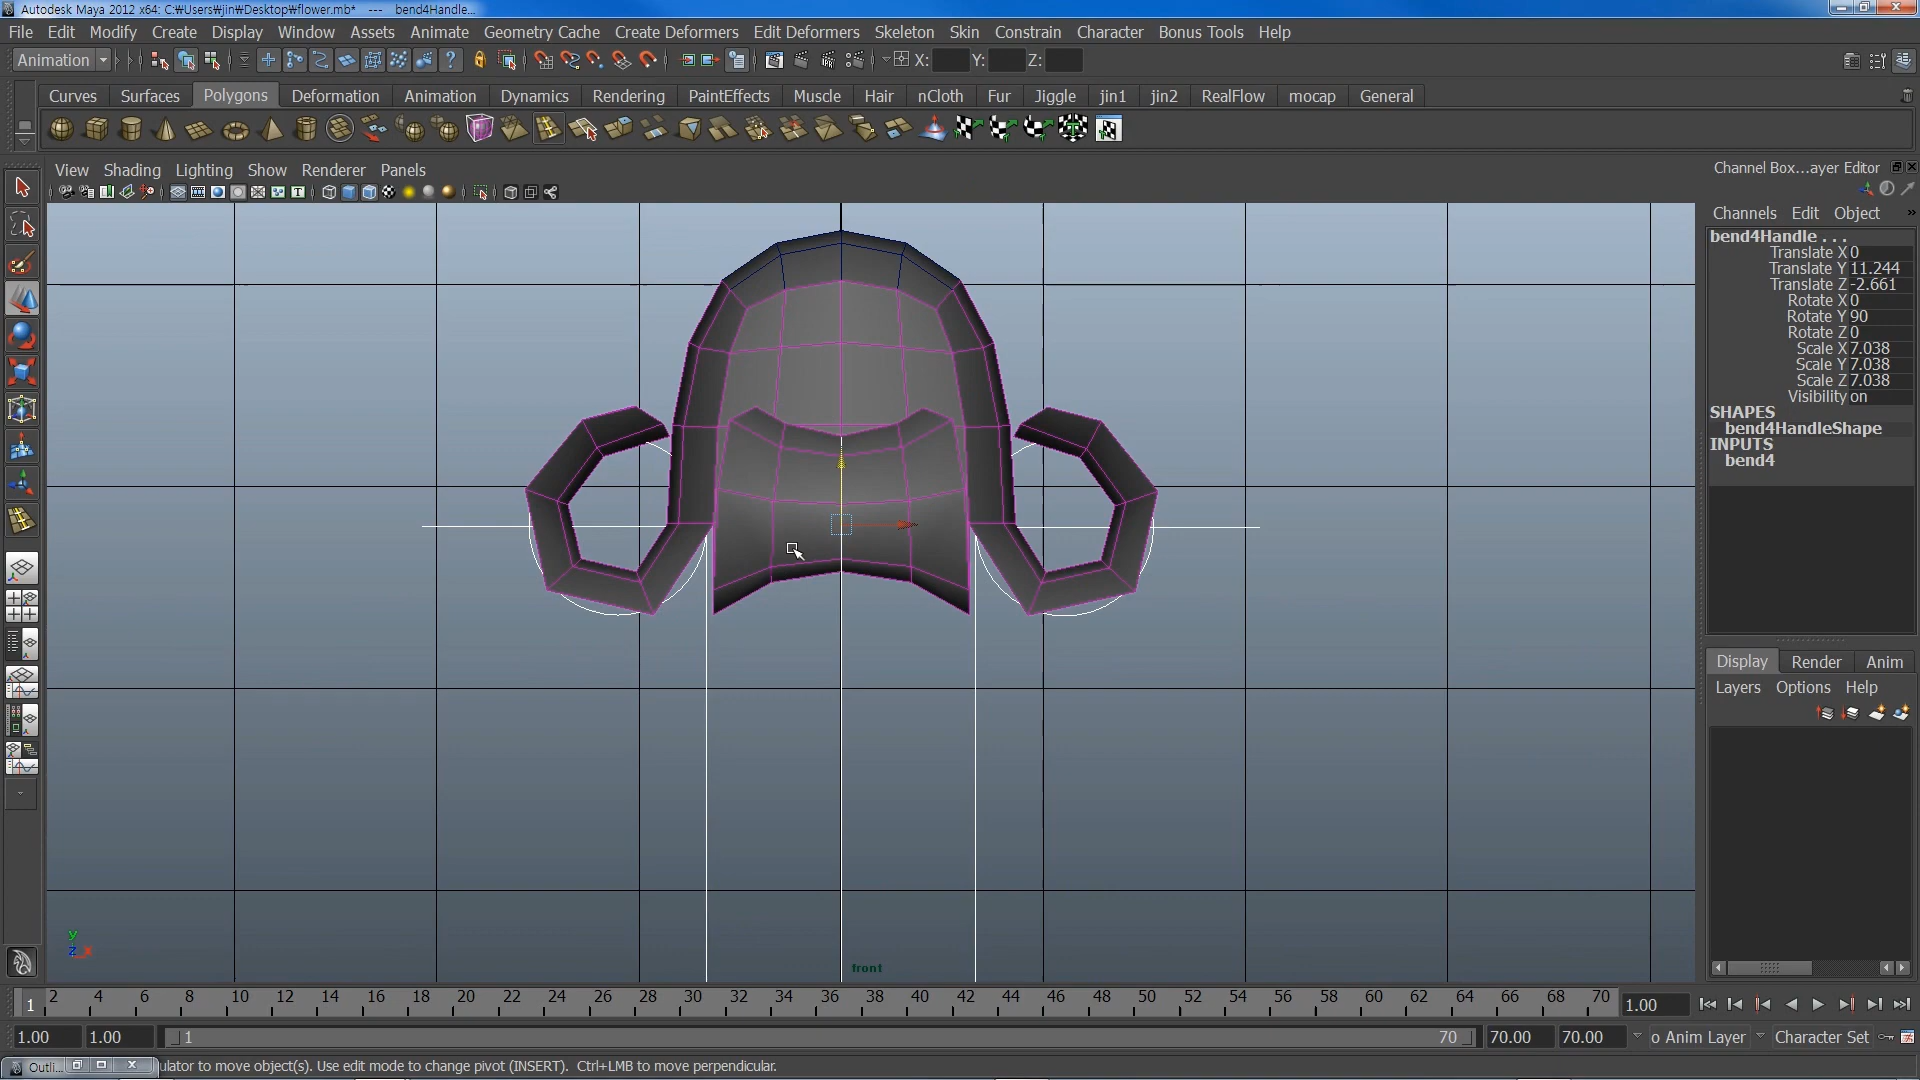 Autodesk Maya 2012 x64: C:₩Users₩jin₩Desktop₩flower.mb*   ---   bend4Handle...
File Edit Modify Create Display Window Assets Animate Geometry Cache Create Deformers Edit Deformers Skeleton Skin Constrain Character Bonus Tools Help
Animation X: Y: Z:
Curves Surfaces Polygons Deformation Animation Dynamics Rendering PaintEffects Muscle Hair nCloth Fur Jiggle jin1 jin2 RealFlow mocap General
View Shading Lighting Show Renderer Panels
Channel Box...ayer Editor
Channels Edit Object »
bend4Handle . . .
Translate X 0
Translate Y 11.244
Translate Z -2.661
Rotate X 0
Rotate Y 90
Rotate Z 0
Scale X 7.038
Scale Y 7.038
Scale Z 7.038
Visibility on
SHAPES
bend4HandleShape
INPUTS
bend4
Display Render Anim
Layers Options Help
y
z x
front
1 2 4 6 8 10 12 14 16 18 20 22 24 26 28 30 32 34 36 38 40 42 44 46 48 50 52 54 56 58 60 62 64 66 68 70 1.00
1.00 1.00 1 70 70.00 70.00 o Anim Layer Character Set
Outli... ulator to move object(s). Use edit mode to change pivot (INSERT). Ctrl+LMB to move perpendicular.